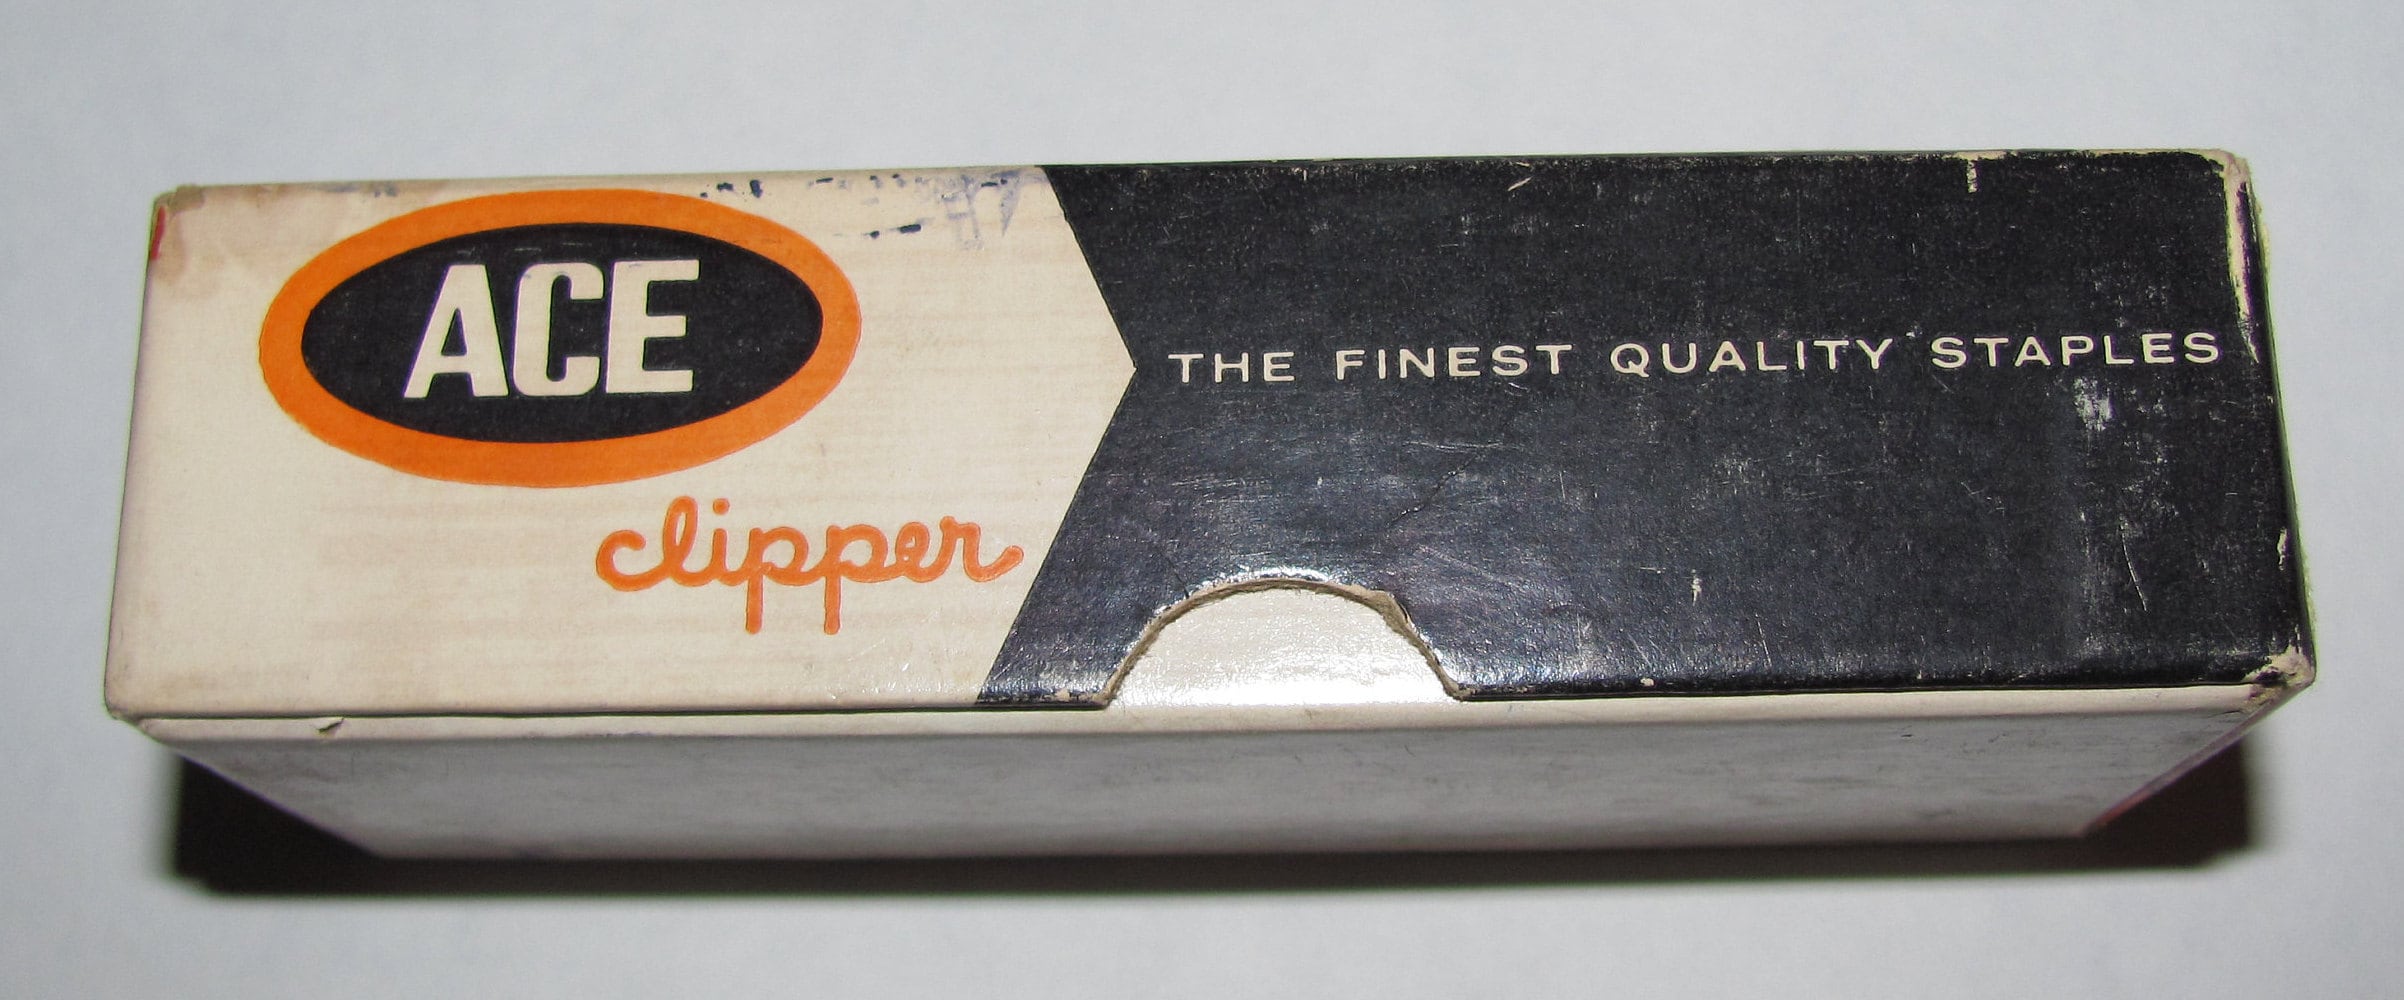 ACE
clipper
THE FINEST QUALITY STAPLES